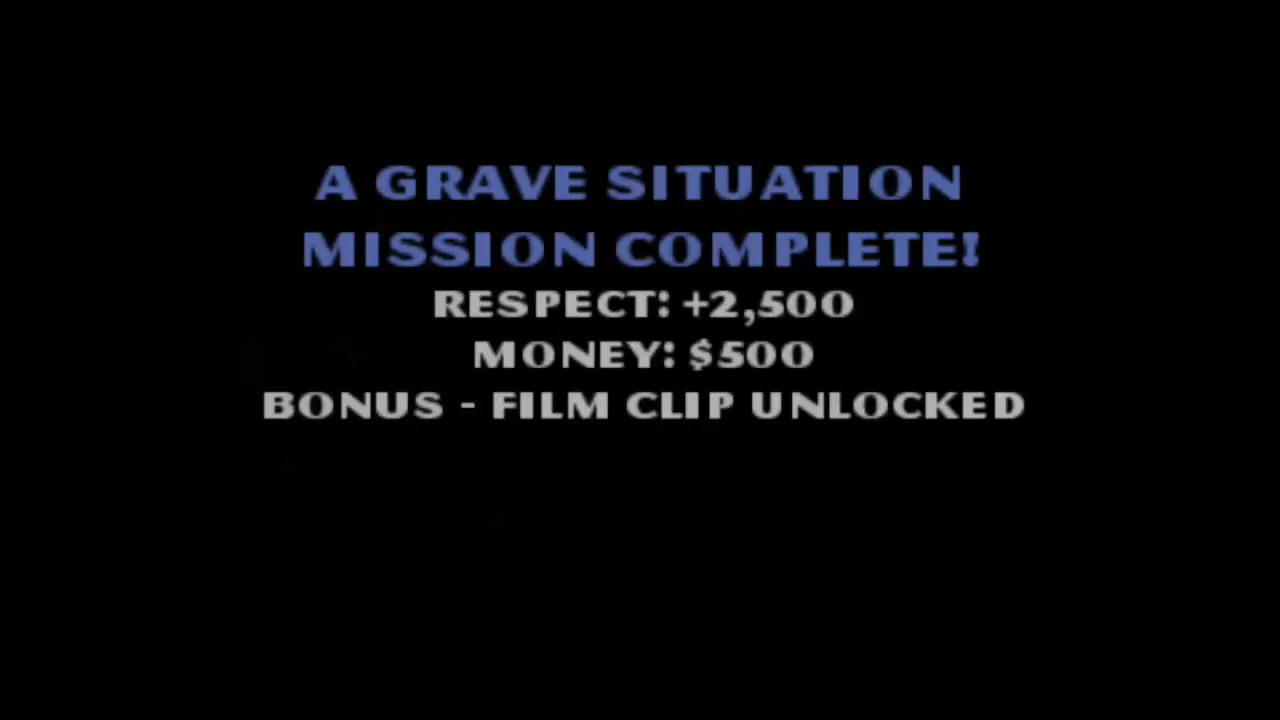 A GRAVE SITUATION
MISSION COMPLETE!
RESPECT: +2,500
MONEY: $500
BONUS - FILM CLIP UNLOCKED